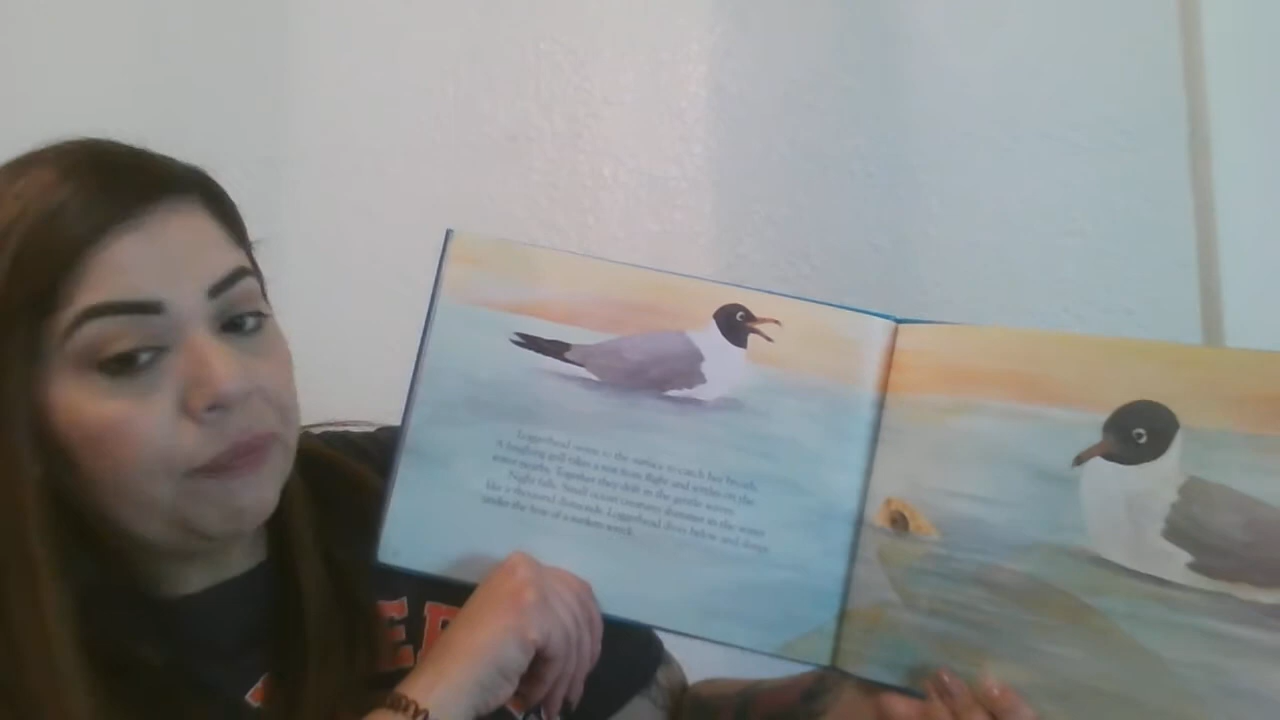 Loggerhead swims to the surface to catch her breath.
A laughing gull takes a rest from flight and settles on the
water nearby. Together they drift in the gentle waves.
Night falls. Small ocean creatures shimmer in the water
like a thousand diamonds. Loggerhead dives below and sleeps
under the bow of a sunken wreck.
ER